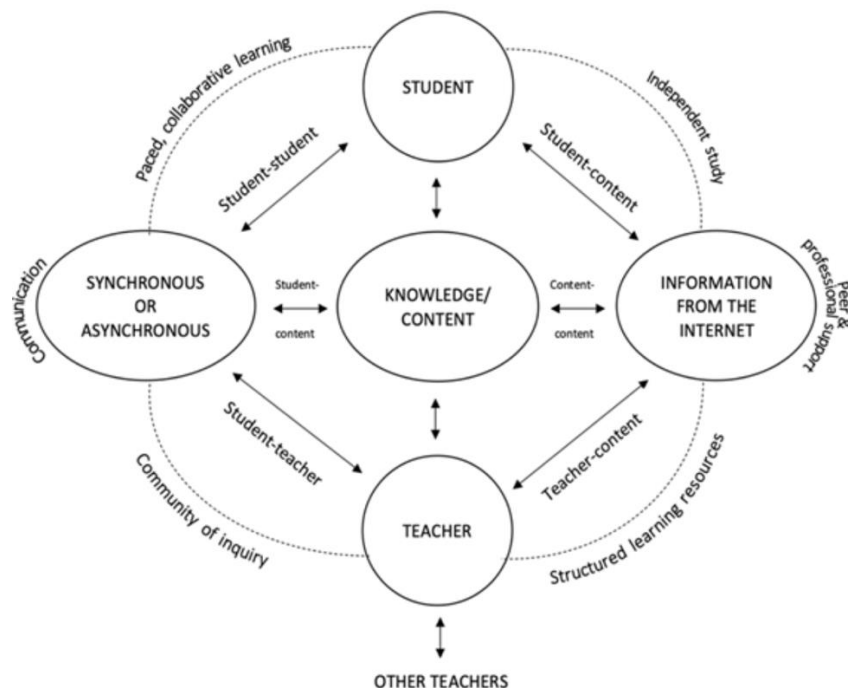 STUDENT
Paced, collaborative learning
Independent study
Student-student
Student-content
Communication
SYNCHRONOUS
OR
ASYNCHRONOUS
Student-
content
KNOWLEDGE/
CONTENT
Content-
content
INFORMATION
FROM THE
INTERNET
Peer &
professional support
Student-teacher
Teacher-content
Community of inquiry
TEACHER
Structured learning resources
OTHER TEACHERS